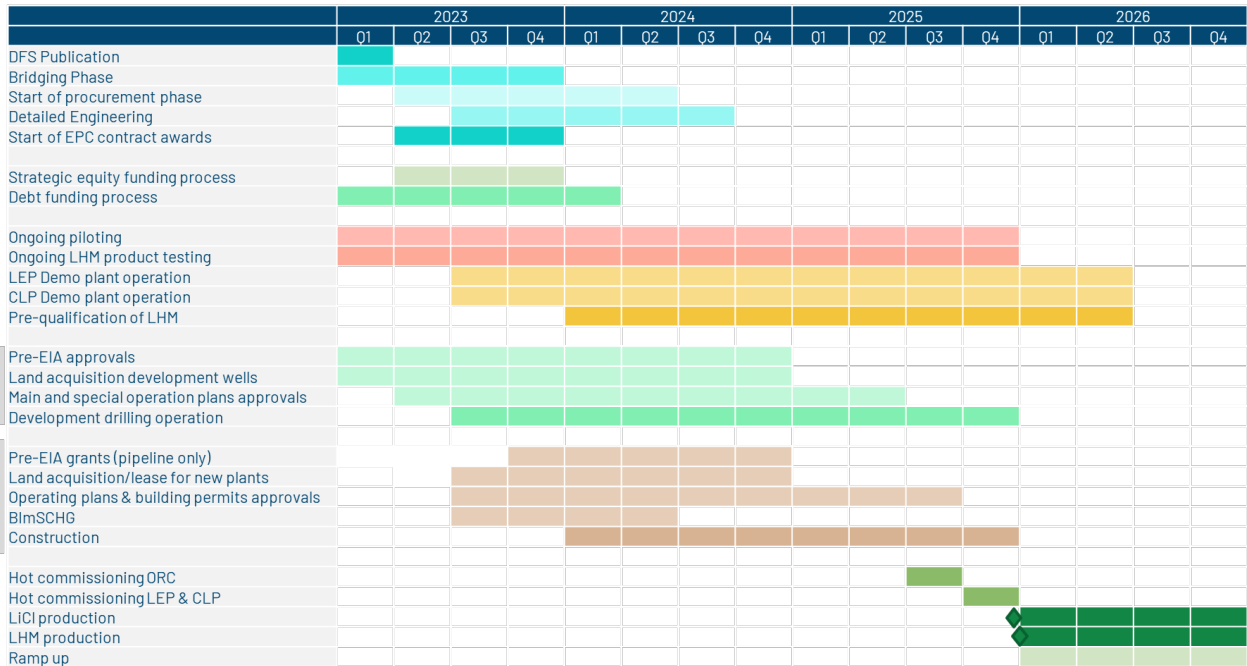 2023 2024 2025 2026
Q1 Q2 Q3 Q4 Q1 Q2 Q3 Q4 Q1 Q2 Q3 Q4 Q1 Q2 Q3 Q4
DFS Publication
Bridging Phase
Start of procurement phase
Detailed Engineering
Start of EPC contract awards
Strategic equity funding process
Debt funding process
Ongoing piloting
Ongoing LHM product testing
LEP Demo plant operation
CLP Demo plant operation
Pre-qualification of LHM
Pre-EIA approvals
Land acquisition development wells
Main and special operation plans approvals
Development drilling operation
Pre-EIA grants (pipeline only)
Land acquisition/lease for new plants
Operating plans & building permits approvals
BImSCHG
Construction
Hot commissioning ORC
Hot commissioning LEP & CLP
LiCl production
LHM production
Ramp up